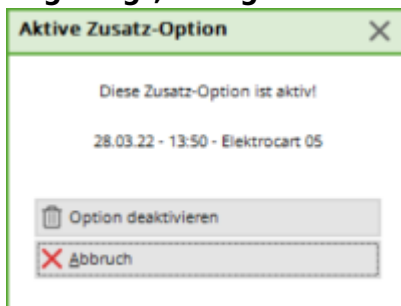 Aktive Zusatz-Option
Diese Zusatz-Option ist aktiv!
28.03.22 - 13:50 - Elektrocart 05
Option deaktivieren
Abbruch